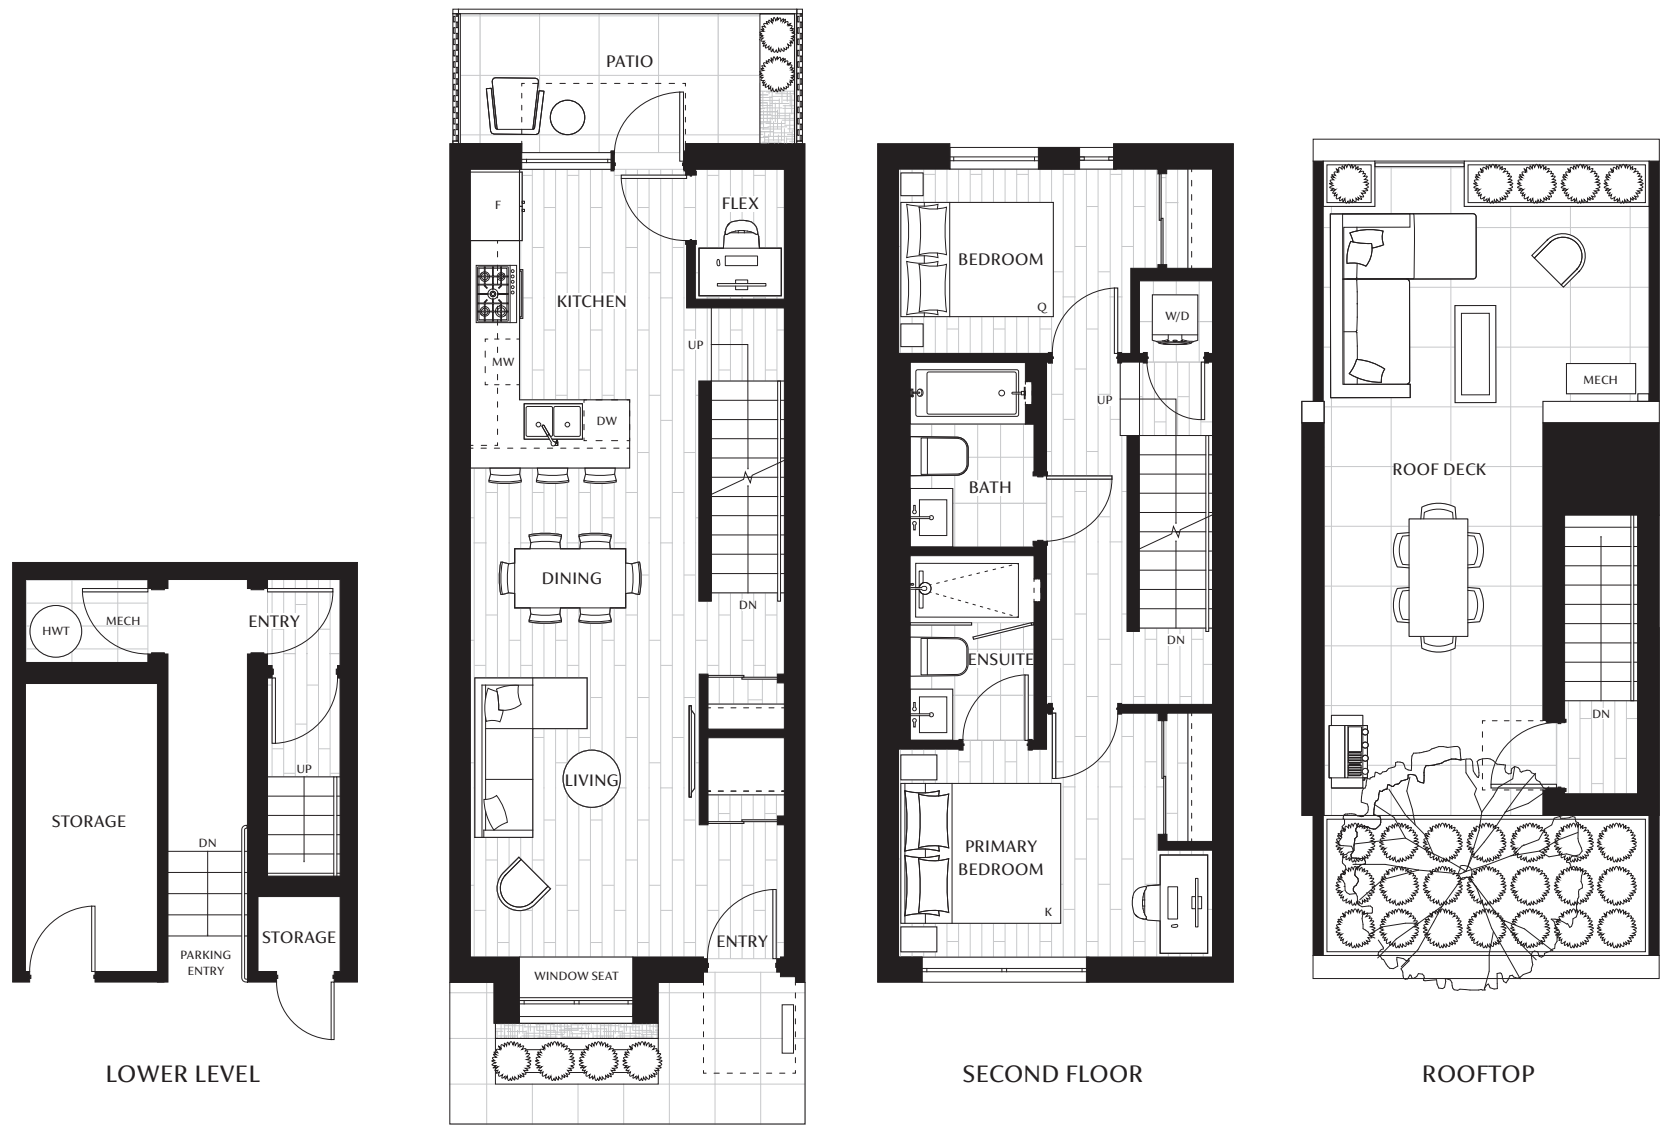 HWT
MECH
ENTRY
STORAGE
UP
DN
PARKING
ENTRY
STORAGE
LOWER LEVEL
PATIO
F
FLEX
KITCHEN
UP
MW
DW
DINING
DN
LIVING
ENTRY
WINDOW SEAT
BEDROOM
Q
W/D
UP
BATH
DN
ENSUITE
PRIMARY
BEDROOM
K
SECOND FLOOR
MECH
ROOF DECK
DN
ROOFTOP